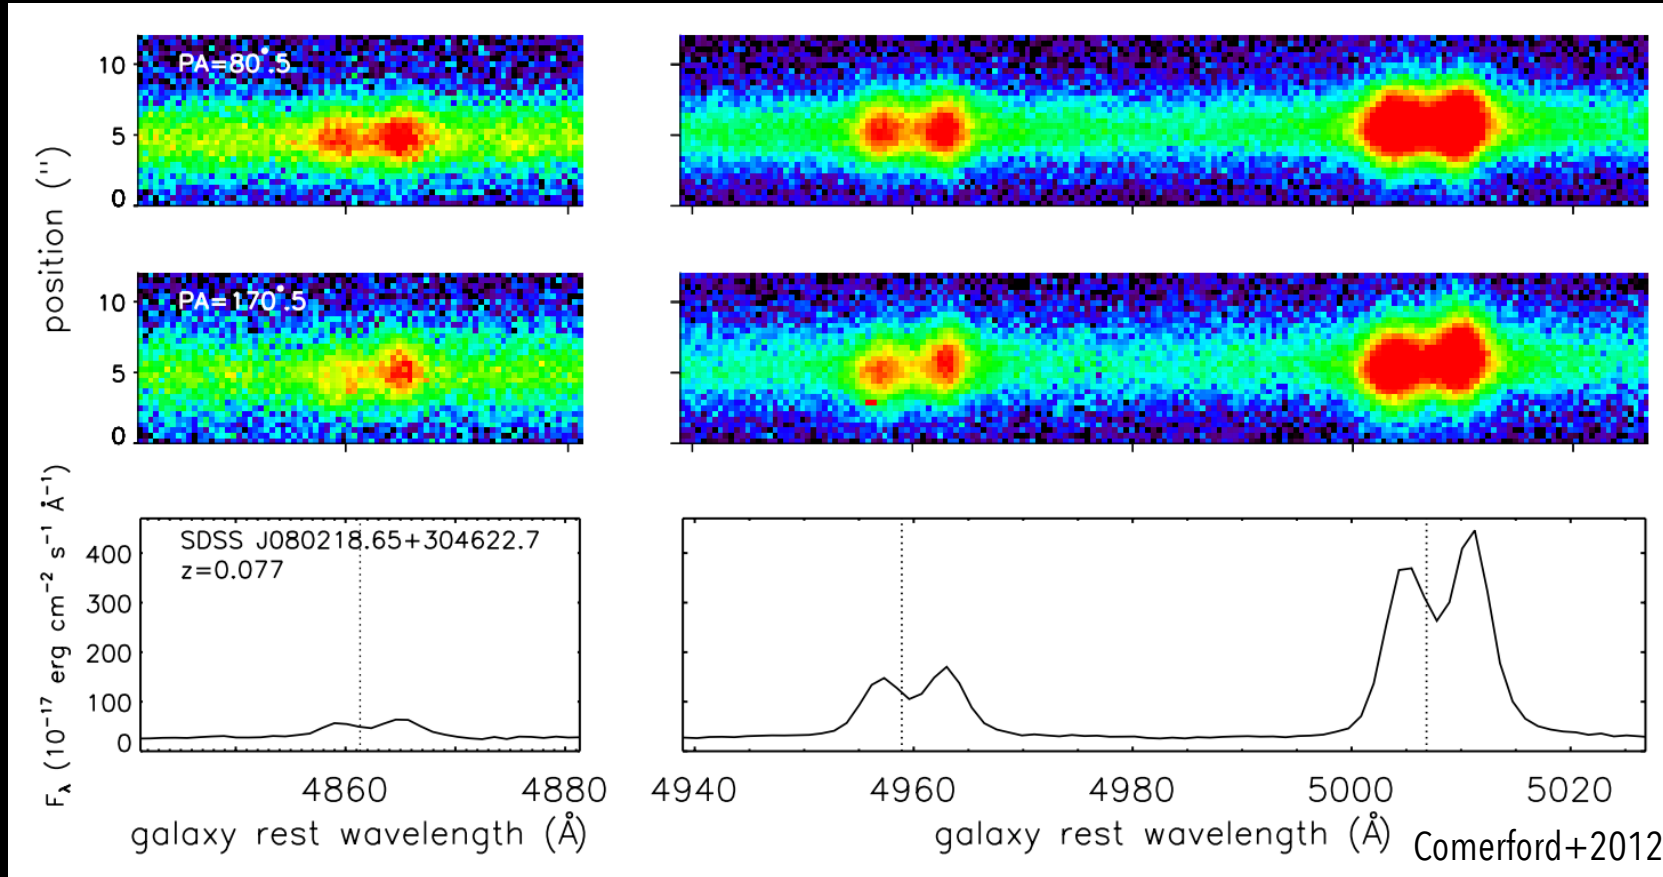 PA=80°.5
10
5
0
position (")
PA=170°.5
10
5
0
SDSS J080218.65+304622.7
z=0.077
400
300
200
100
0
Fλ (10⁻¹⁷ erg cm⁻² s⁻¹ Å⁻¹)
4860 4880 4940 4960 4980 5000 5020
galaxy rest wavelength (Å) galaxy rest wavelength (Å)
Comerford+2012